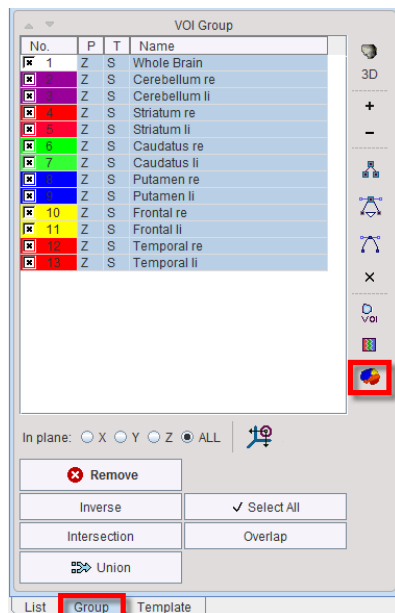 VOI Group
No. P T Name
1 Z S Whole Brain
2 Z S Cerebellum re
3 Z S Cerebellum li
4 Z S Striatum re
5 Z S Striatum li
6 Z S Caudatus re
7 Z S Caudatus li
8 Z S Putamen re
9 Z S Putamen li
10 Z S Frontal re
11 Z S Frontal li
12 Z S Temporal re
13 Z S Temporal li
3D
VOI
In plane: X Y Z ALL
Remove
Inverse Select All
Intersection Overlap
Union
List Group Template